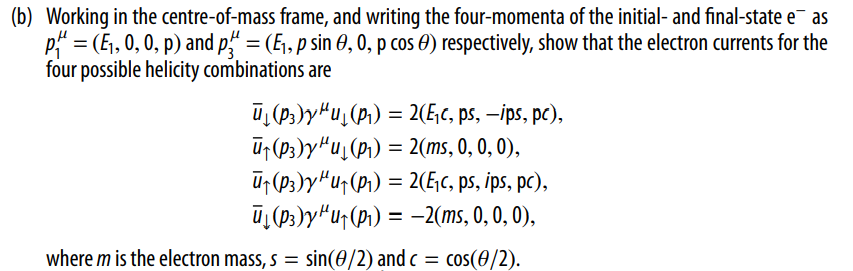 (b) Working in the centre-of-mass frame, and writing the four-momenta of the initial- and final-state e⁻ as
p₁^μ = (E₁, 0, 0, p) and p₃^μ = (E₁, p sin θ, 0, p cos θ) respectively, show that the electron currents for the
four possible helicity combinations are
ū↓(p₃)γ^μu↓(p₁) = 2(E₁c, ps, −ips, pc),
ū↑(p₃)γ^μu↓(p₁) = 2(ms, 0, 0, 0),
ū↑(p₃)γ^μu↑(p₁) = 2(E₁c, ps, ips, pc),
ū↓(p₃)γ^μu↑(p₁) = −2(ms, 0, 0, 0),
where m is the electron mass, s = sin(θ/2) and c = cos(θ/2).